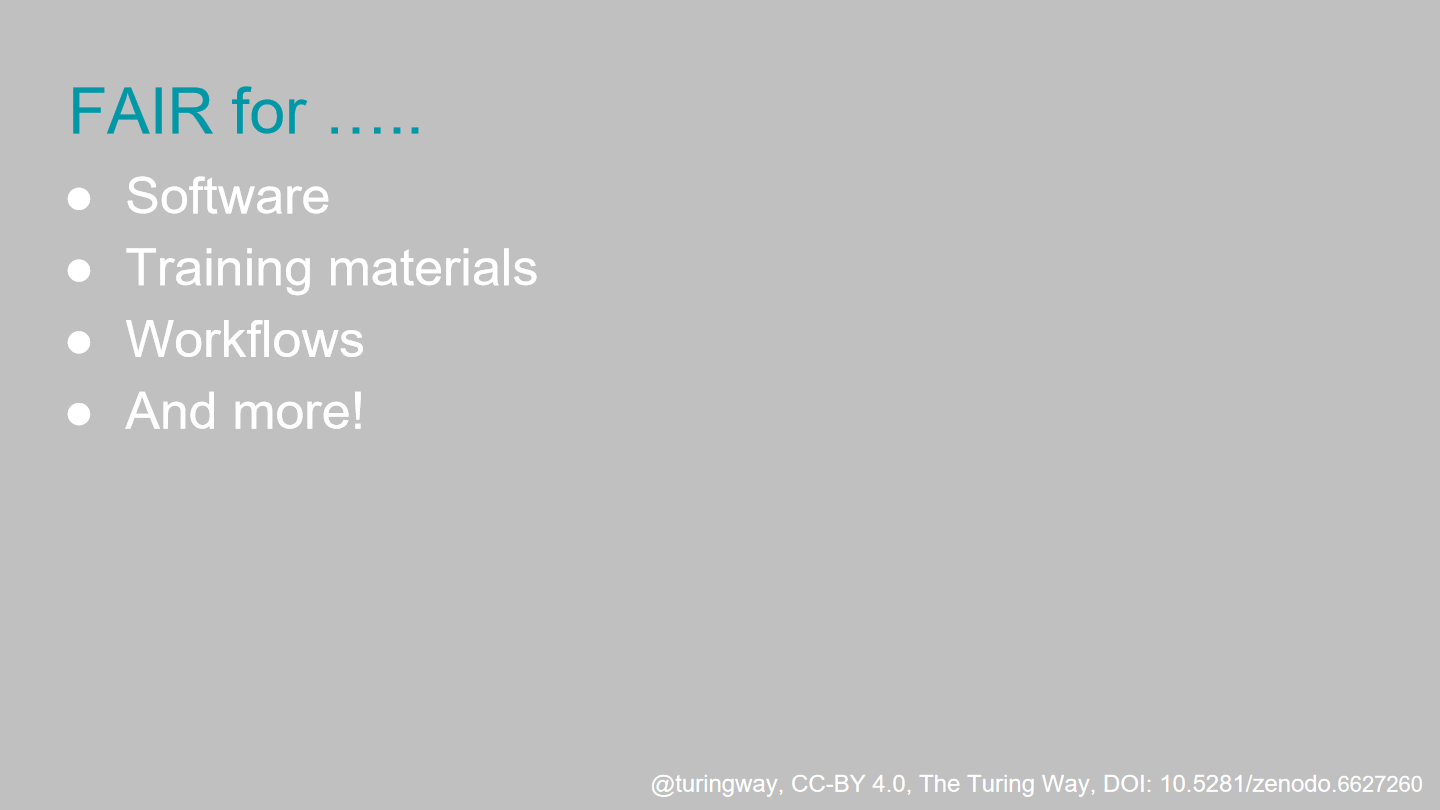 FAIR for …..
● Software
● Training materials
● Workflows
● And more!
@turingway, CC-BY 4.0, The Turing Way, DOI: 10.5281/zenodo.6627260